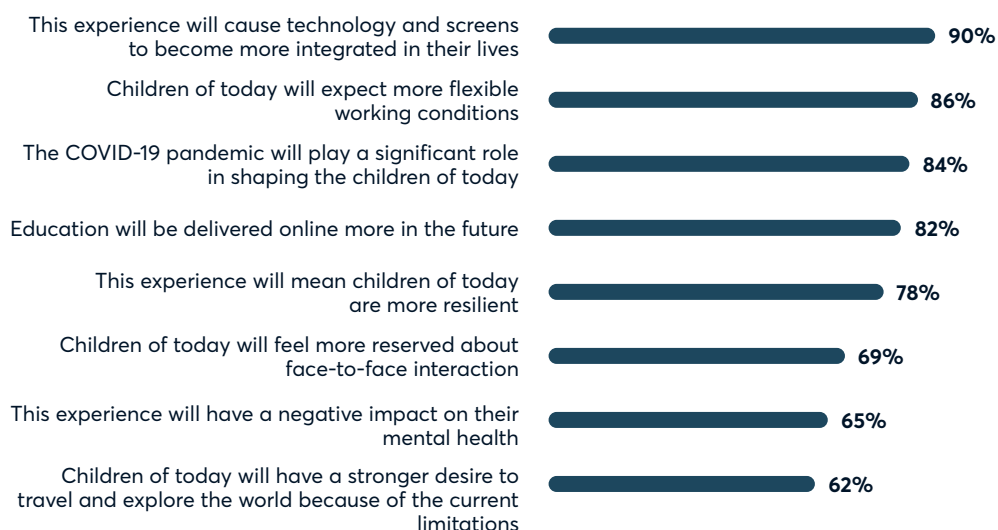 This experience will cause technology and screens
to become more integrated in their lives
90%
Children of today will expect more flexible
working conditions
86%
The COVID-19 pandemic will play a significant role
in shaping the children of today
84%
Education will be delivered online more in the future
82%
This experience will mean children of today
are more resilient
78%
Children of today will feel more reserved about
face-to-face interaction
69%
This experience will have a negative impact on their
mental health
65%
Children of today will have a stronger desire to
travel and explore the world because of the current
limitations
62%